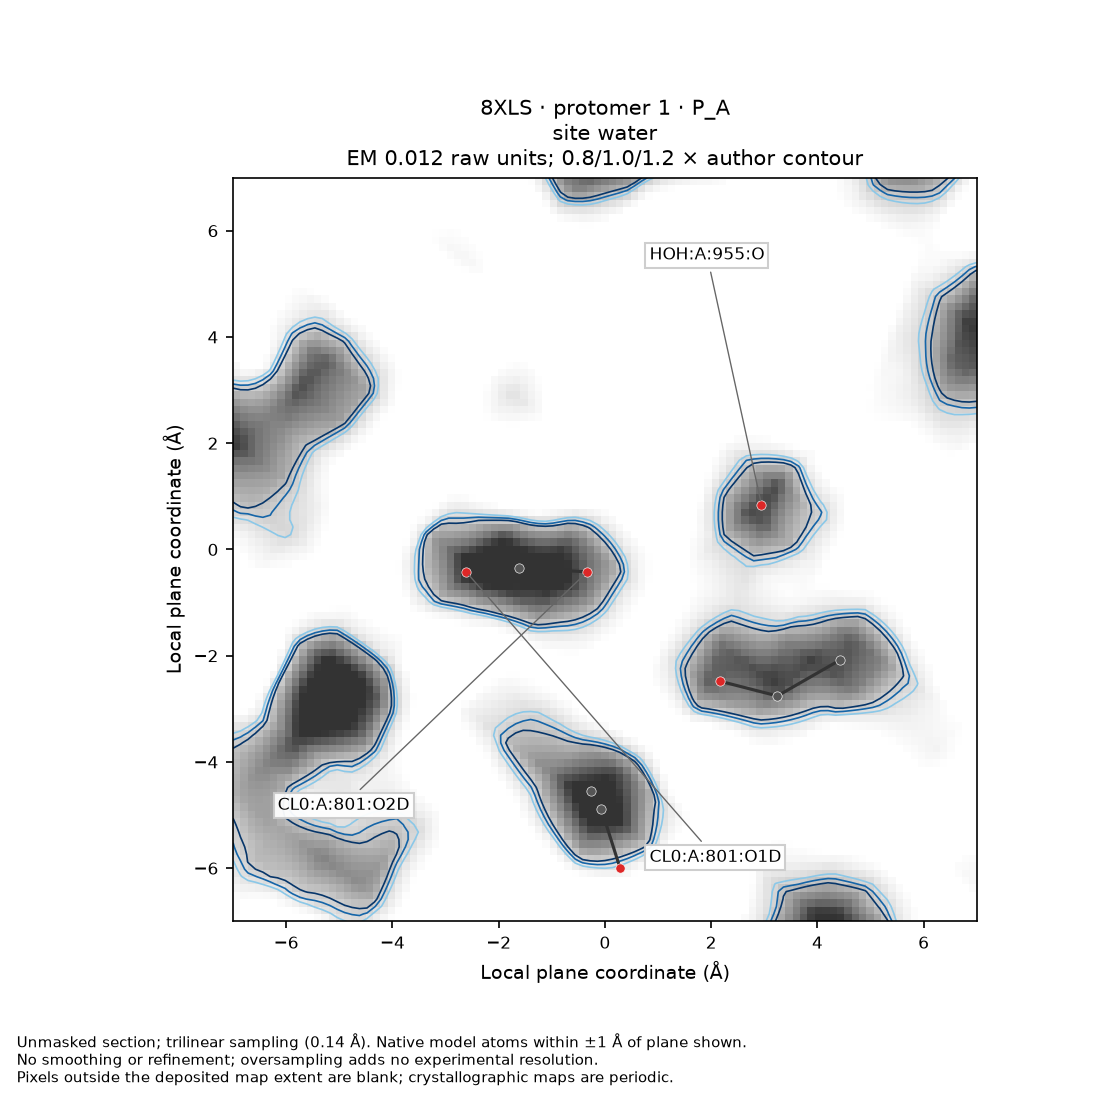 8XLS · protomer 1 · P_A
site water
EM 0.012 raw units; 0.8/1.0/1.2 × author contour
HOH:A:955:O
CL0:A:801:O2D
CL0:A:801:O1D
6
4
2
0
−2
−4
−6
Local plane coordinate (Å)
−6
−4
−2
0
2
4
6
Local plane coordinate (Å)
Unmasked section; trilinear sampling (0.14 Å). Native model atoms within ±1 Å of plane shown.
No smoothing or refinement; oversampling adds no experimental resolution.
Pixels outside the deposited map extent are blank; crystallographic maps are periodic.